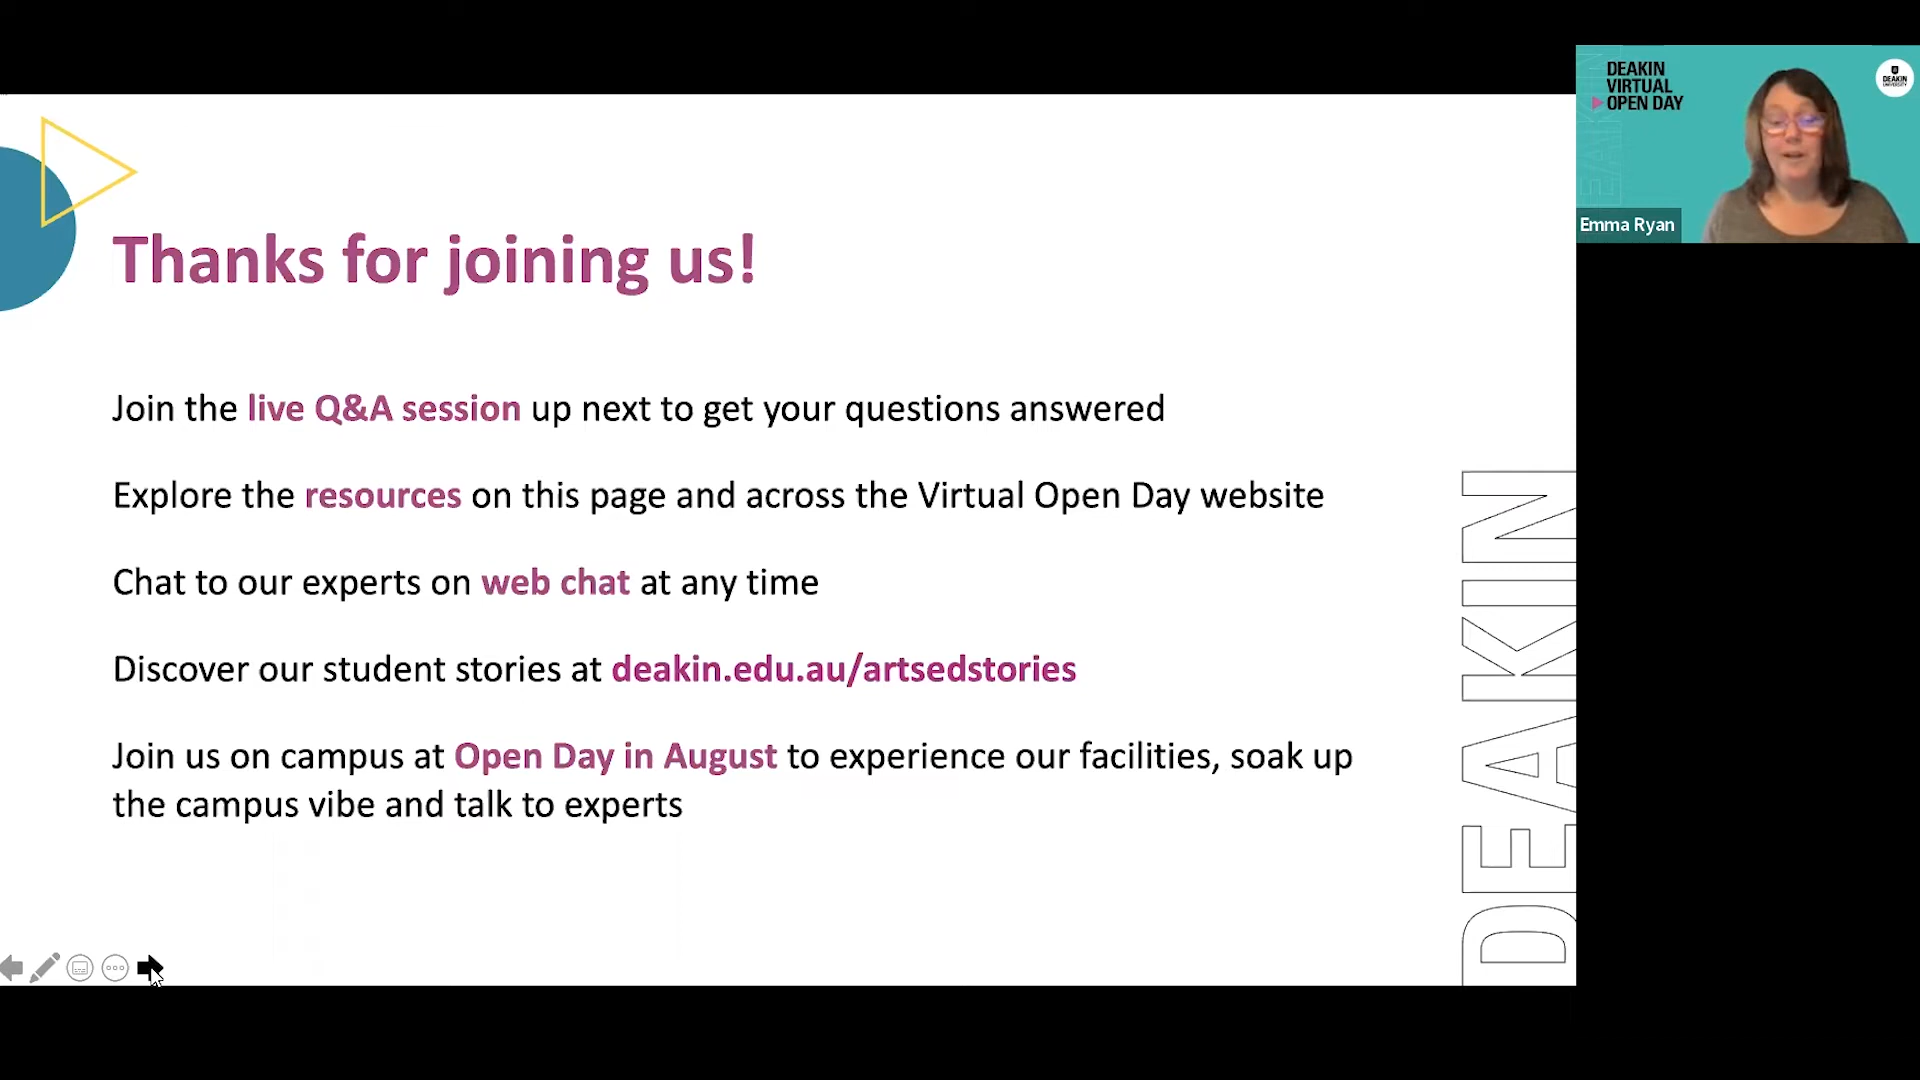 Thanks for joining us!
Join the live Q&A session up next to get your questions answered
Explore the resources on this page and across the Virtual Open Day website
Chat to our experts on web chat at any time
Discover our student stories at deakin.edu.au/artsedstories
Join us on campus at Open Day in August to experience our facilities, soak up
the campus vibe and talk to experts
DEAKIN
DEAKIN
VIRTUAL
OPEN DAY
DEAKIN
UNIVERSITY
Emma Ryan